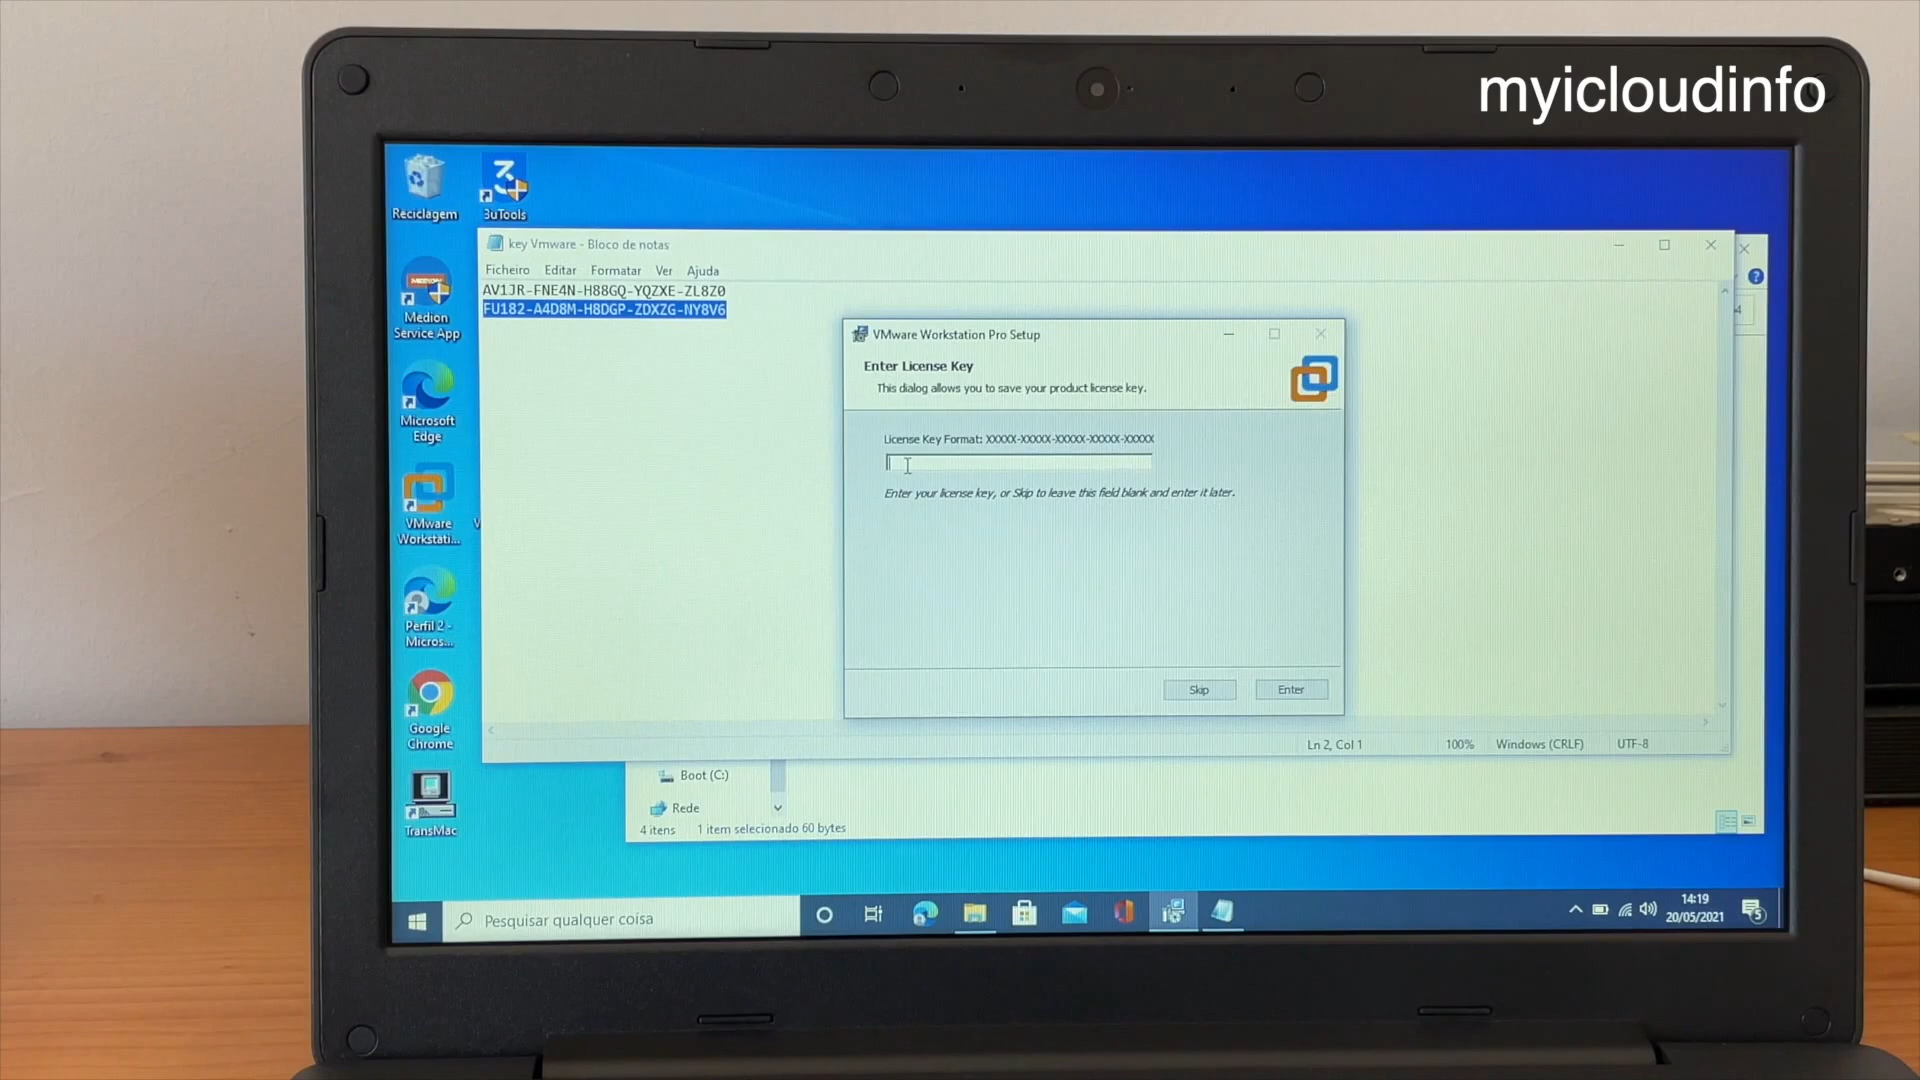 myicloudinfo
Reciclagem
3uTools
key Vmware - Bloco de notas
Ficheiro Editar Formatar Ver Ajuda
AV1JR-FNE4N-H88GQ-YQZXE-ZL8Z0
FU182-A4D8M-H8DGP-ZDXZG-NY8V6
MEDION
Medion
Service App
VMware Workstation Pro Setup
Enter License Key
This dialog allows you to save your product license key.
License Key Format: XXXXX-XXXXX-XXXXX-XXXXX-XXXXX
Enter your license key, or Skip to leave this field blank and enter it later.
Skip
Enter
Microsoft
Edge
VMware
Workstati...
V
Perfil 2 -
Micros...
Google
Chrome
TransMac
Ln 2, Col 1
100%
Windows (CRLF)
UTF-8
Boot (C:)
Rede
4 itens
1 item selecionado 60 bytes
Pesquisar qualquer coisa
14:19
20/05/2021
5